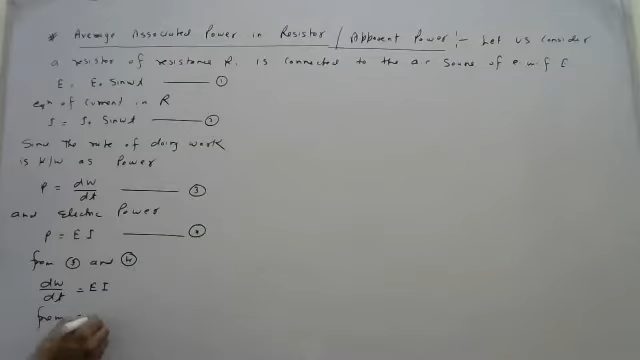 * Average Associated Power in Resistor / Apparent Power :- Let us consider
a resistor of resistance R. is connected to the a.c source of e.m.f E
E = E₀ Sinωt ——— ①
eqn of current in R
I = I₀ Sinωt ——— ②
Since the rate of doing work
is k/w as Power
P = dw/dt ——— ③
and Electric Power
P = E I ——— ④
from ③ and ④
dw/dt = E I
from